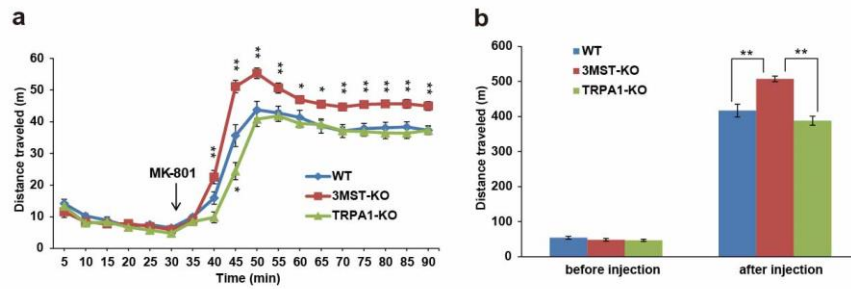 a
Distance traveled (m)
60
50
40
30
20
10
0
MK-801
**
**
**
**
*
*
**
**
**
**
**
*
WT
3MST-KO
TRPA1-KO
5 10 15 20 25 30 35 40 45 50 55 60 65 70 75 80 85 90
Time (min)
b
Distance traveled (m)
600
500
400
300
200
100
0
WT
3MST-KO
TRPA1-KO
** **
before injection after injection